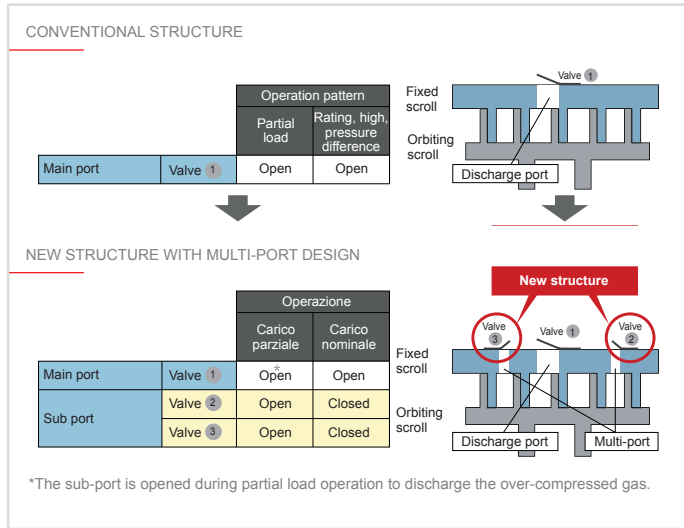 CONVENTIONAL STRUCTURE
Operation pattern
Partial
load
Rating, high,
pressure
difference
Main port
Valve 1
Open
Open
Valve 1
Fixed
scroll
Orbiting
scroll
Discharge port
NEW STRUCTURE WITH MULTI-PORT DESIGN
Operazione
Carico
parziale
Carico
nominale
Main port
Valve 1
Open*
Open
Sub port
Valve 2
Open
Closed
Valve 3
Open
Closed
New structure
Valve
3
Valve 1
Valve
2
Fixed
scroll
Orbiting
scroll
Discharge port
Multi-port
*The sub-port is opened during partial load operation to discharge the over-compressed gas.